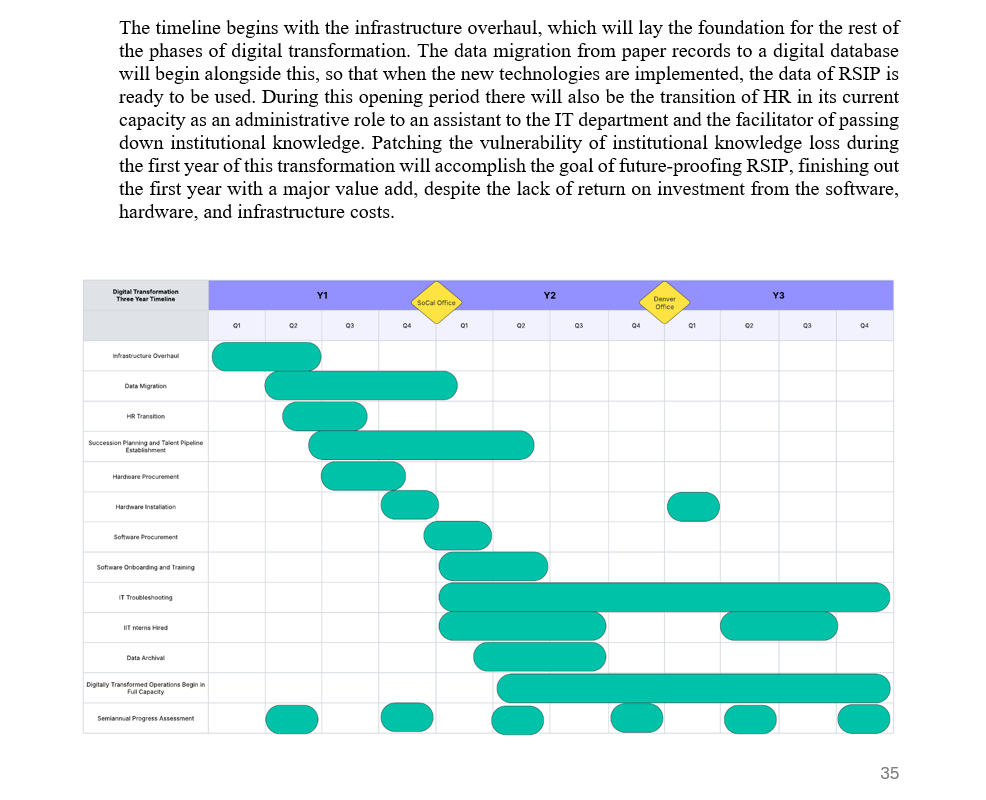 The timeline begins with the infrastructure overhaul, which will lay the foundation for the rest of
the phases of digital transformation. The data migration from paper records to a digital database
will begin alongside this, so that when the new technologies are implemented, the data of RSIP is
ready to be used. During this opening period there will also be the transition of HR in its current
capacity as an administrative role to an assistant to the IT department and the facilitator of passing
down institutional knowledge. Patching the vulnerability of institutional knowledge loss during
the first year of this transformation will accomplish the goal of future-proofing RSIP, finishing out
the first year with a major value add, despite the lack of return on investment from the software,
hardware, and infrastructure costs.
Digital Transformation
Three Year Timeline
Y1
SoCal Office
Y2
Denver
Office
Y3
Q1 Q2 Q3 Q4 Q1 Q2 Q3 Q4 Q1 Q2 Q3 Q4
Infrastructure Overhaul
Data Migration
HR Transition
Succession Planning and Talent Pipeline
Establishment
Hardware Procurement
Hardware Installation
Software Procurement
Software Onboarding and Training
IT Troubleshooting
IIT nterns Hired
Data Archival
Digitally Transformed Operations Begin in
Full Capacity
Semiannual Progress Assessment
35